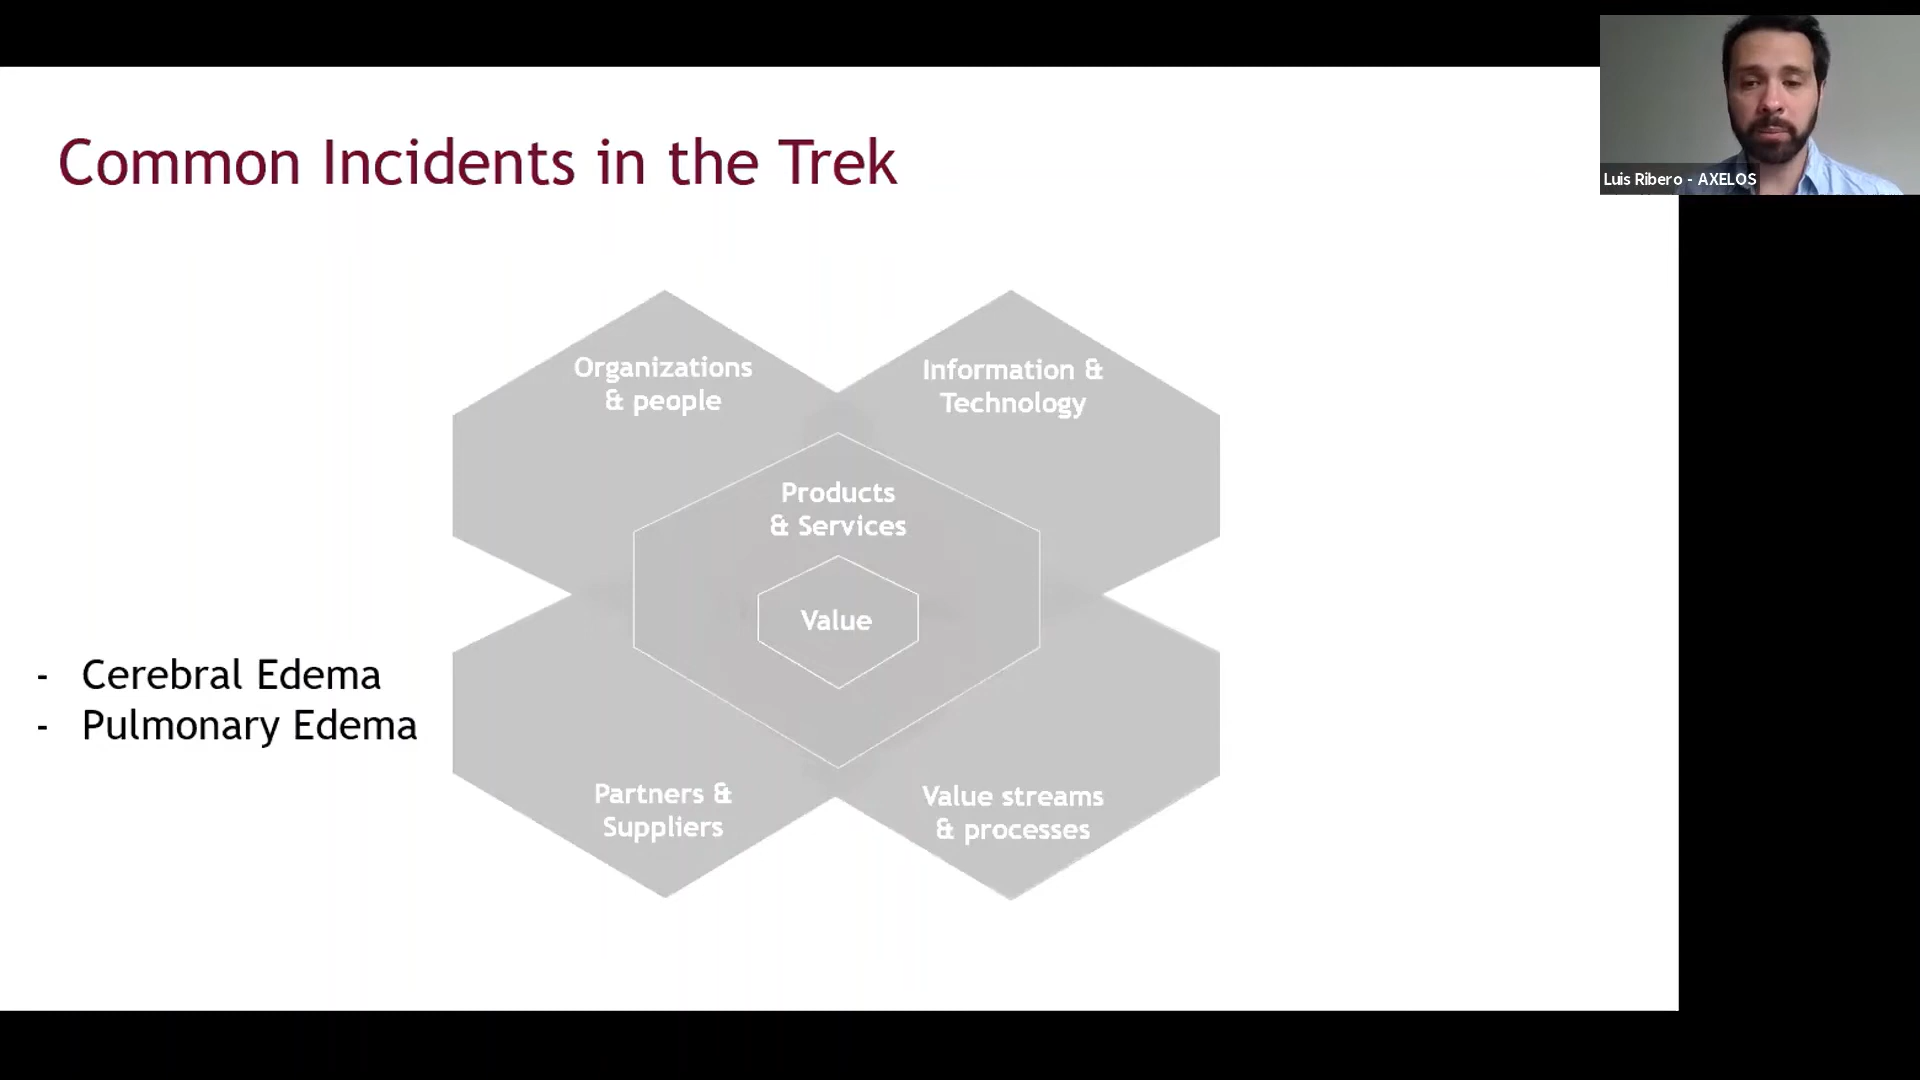 Luis Ribero - AXELOS
Common Incidents in the Trek
Organizations
& people
Information &
Technology
Products
& Services
Value
- Cerebral Edema
- Pulmonary Edema
Partners &
Suppliers
Value streams
& processes